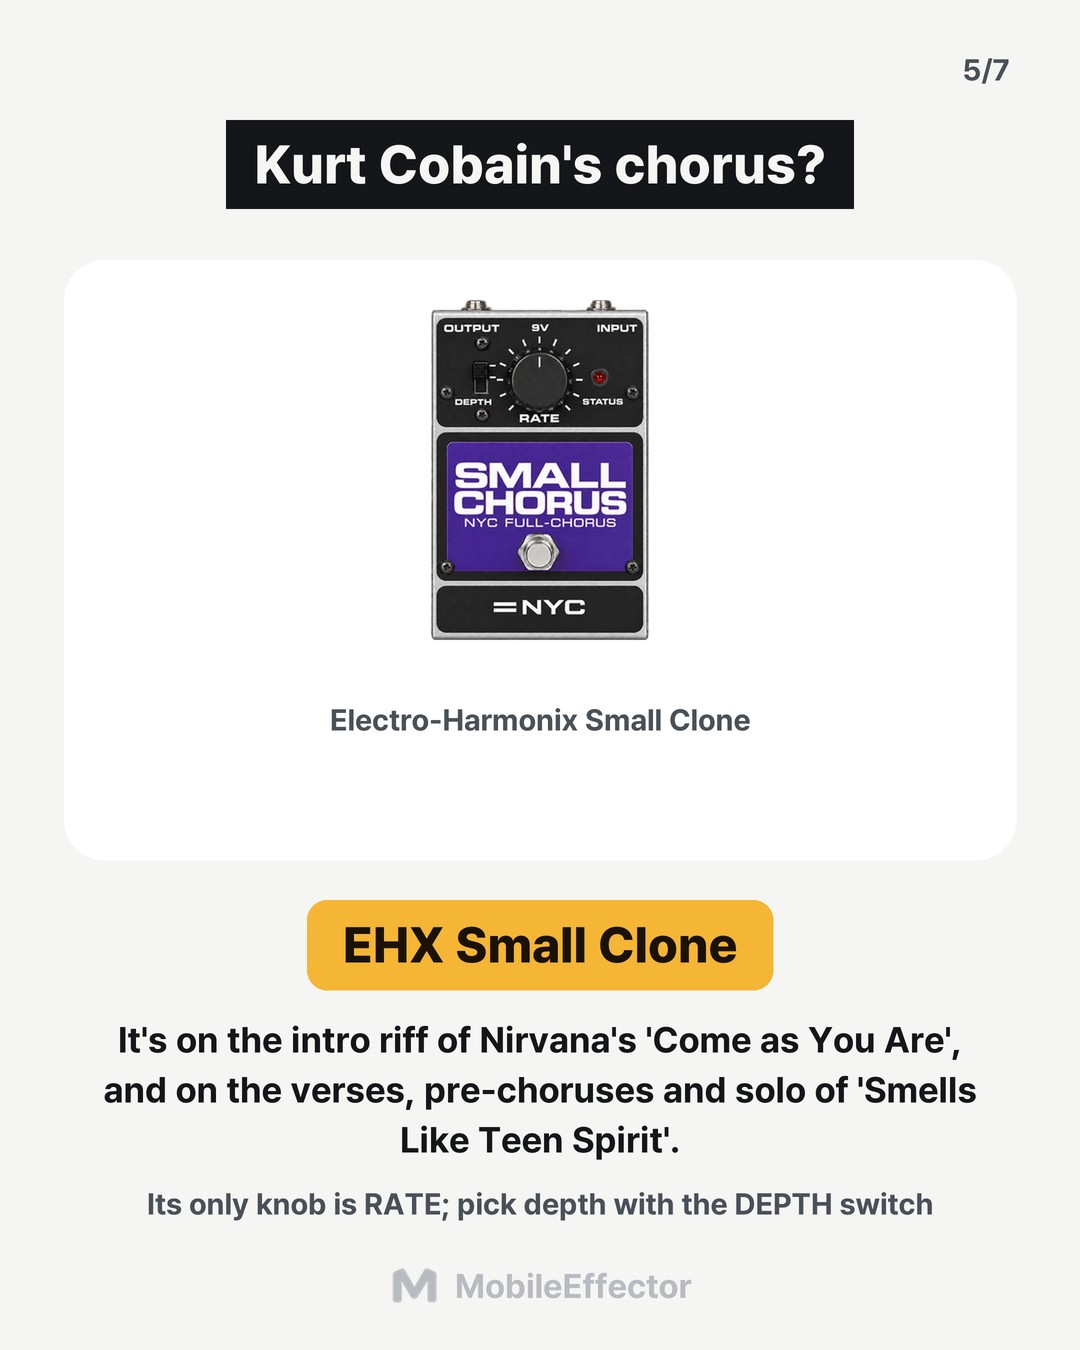 5/7
Kurt Cobain's chorus?
OUTPUT 9V INPUT
DEPTH STATUS
RATE
SMALL
CHORUS
NYC FULL-CHORUS
=NYC
Electro-Harmonix Small Clone
EHX Small Clone
It's on the intro riff of Nirvana's 'Come as You Are',
and on the verses, pre-choruses and solo of 'Smells
Like Teen Spirit'.
Its only knob is RATE; pick depth with the DEPTH switch
MobileEffector